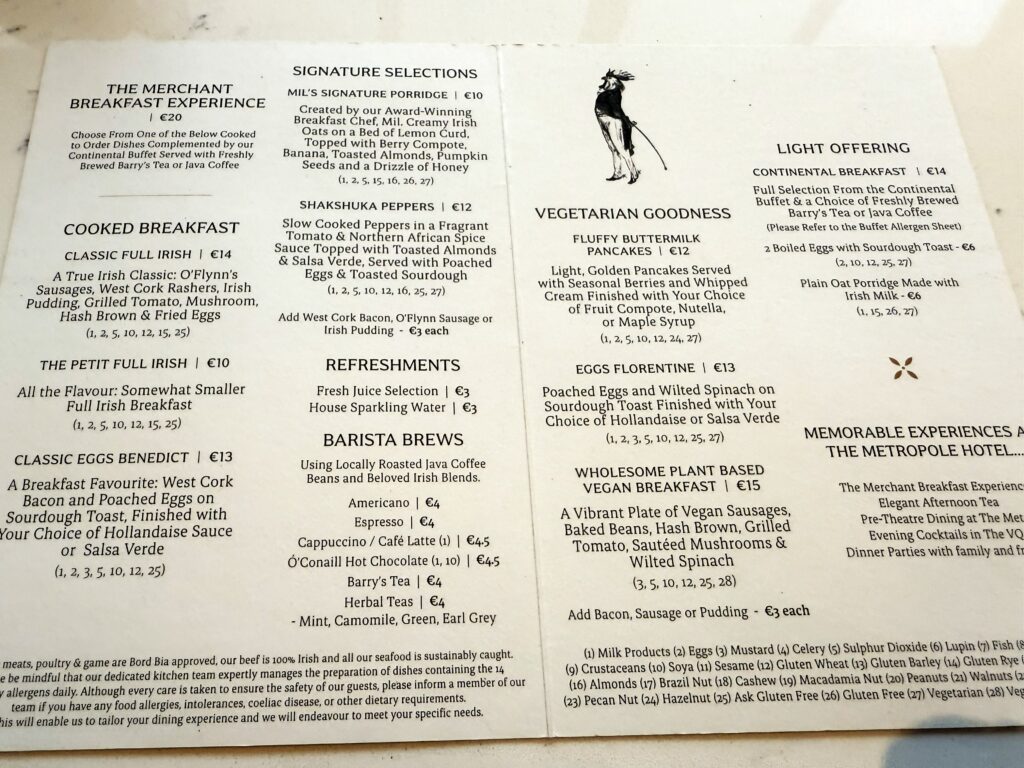 THE MERCHANT
BREAKFAST EXPERIENCE
| €20
Choose From One of the Below Cooked
to Order Dishes Complemented by our
Continental Buffet Served with Freshly
Brewed Barry's Tea or Java Coffee
COOKED BREAKFAST
CLASSIC FULL IRISH | €14
A True Irish Classic: O'Flynn's
Sausages, West Cork Rashers, Irish
Pudding, Grilled Tomato, Mushroom,
Hash Brown & Fried Eggs
(1, 2, 5, 10, 12, 15, 25)
THE PETIT FULL IRISH | €10
All the Flavour: Somewhat Smaller
Full Irish Breakfast
(1, 2, 5, 10, 12, 15, 25)
CLASSIC EGGS BENEDICT | €13
A Breakfast Favourite: West Cork
Bacon and Poached Eggs on
Sourdough Toast, Finished with
Your Choice of Hollandaise Sauce
or Salsa Verde
(1, 2, 3, 5, 10, 12, 25)
SIGNATURE SELECTIONS
MIL'S SIGNATURE PORRIDGE | €10
Created by our Award-Winning
Breakfast Chef, Mil, Creamy Irish
Oats on a Bed of Lemon Curd,
Topped with Berry Compote,
Banana, Toasted Almonds, Pumpkin
Seeds and a Drizzle of Honey
(1, 2, 5, 15, 16, 26, 27)
SHAKSHUKA PEPPERS | €12
Slow Cooked Peppers in a Fragrant
Tomato & Northern African Spice
Sauce Topped with Toasted Almonds
& Salsa Verde, Served with Poached
Eggs & Toasted Sourdough
(1, 2, 5, 10, 12, 16, 25, 27)
Add West Cork Bacon, O'Flynn Sausage or
Irish Pudding - €3 each
REFRESHMENTS
Fresh Juice Selection | €3
House Sparkling Water | €3
BARISTA BREWS
Using Locally Roasted Java Coffee
Beans and Beloved Irish Blends.
Americano | €4
Espresso | €4
Cappuccino / Café Latte (1) | €4.5
Ó'Conaill Hot Chocolate (1, 10) | €4.5
Barry's Tea | €4
Herbal Teas | €4
- Mint, Camomile, Green, Earl Grey
meats, poultry & game are Bord Bia approved, our beef is 100% Irish and all our seafood is sustainably caught.
be mindful that our dedicated kitchen team expertly manages the preparation of dishes containing the 14
allergens daily. Although every care is taken to ensure the safety of our guests, please inform a member of our
team if you have any food allergies, intolerances, coeliac disease, or other dietary requirements.
his will enable us to tailor your dining experience and we will endeavour to meet your specific needs.
VEGETARIAN GOODNESS
FLUFFY BUTTERMILK
PANCAKES | €12
Light, Golden Pancakes Served
with Seasonal Berries and Whipped
Cream Finished with Your Choice
of Fruit Compote, Nutella,
or Maple Syrup
(1, 2, 5, 10, 12, 24, 27)
EGGS FLORENTINE | €13
Poached Eggs and Wilted Spinach on
Sourdough Toast Finished with Your
Choice of Hollandaise or Salsa Verde
(1, 2, 3, 5, 10, 12, 25, 27)
WHOLESOME PLANT BASED
VEGAN BREAKFAST | €15
A Vibrant Plate of Vegan Sausages,
Baked Beans, Hash Brown, Grilled
Tomato, Sautéed Mushrooms &
Wilted Spinach
(3, 5, 10, 12, 25, 28)
Add Bacon, Sausage or Pudding - €3 each
LIGHT OFFERING
CONTINENTAL BREAKFAST | €14
Full Selection From the Continental
Buffet & a Choice of Freshly Brewed
Barry's Tea or Java Coffee
(Please Refer to the Buffet Allergen Sheet)
2 Boiled Eggs with Sourdough Toast - €6
(2, 10, 12, 25, 27)
Plain Oat Porridge Made with
Irish Milk - €6
(1, 15, 26, 27)
MEMORABLE EXPERIENCES A
THE METROPOLE HOTEL...
The Merchant Breakfast Experience
Elegant Afternoon Tea
Pre-Theatre Dining at The Met
Evening Cocktails in The VQ
Dinner Parties with family and fr
(1) Milk Products (2) Eggs (3) Mustard (4) Celery (5) Sulphur Dioxide (6) Lupin (7) Fish (8
(9) Crustaceans (10) Soya (11) Sesame (12) Gluten Wheat (13) Gluten Barley (14) Gluten Rye (
(16) Almonds (17) Brazil Nut (18) Cashew (19) Macadamia Nut (20) Peanuts (21) Walnuts (2
(23) Pecan Nut (24) Hazelnut (25) Ask Gluten Free (26) Gluten Free (27) Vegetarian (28) Veg